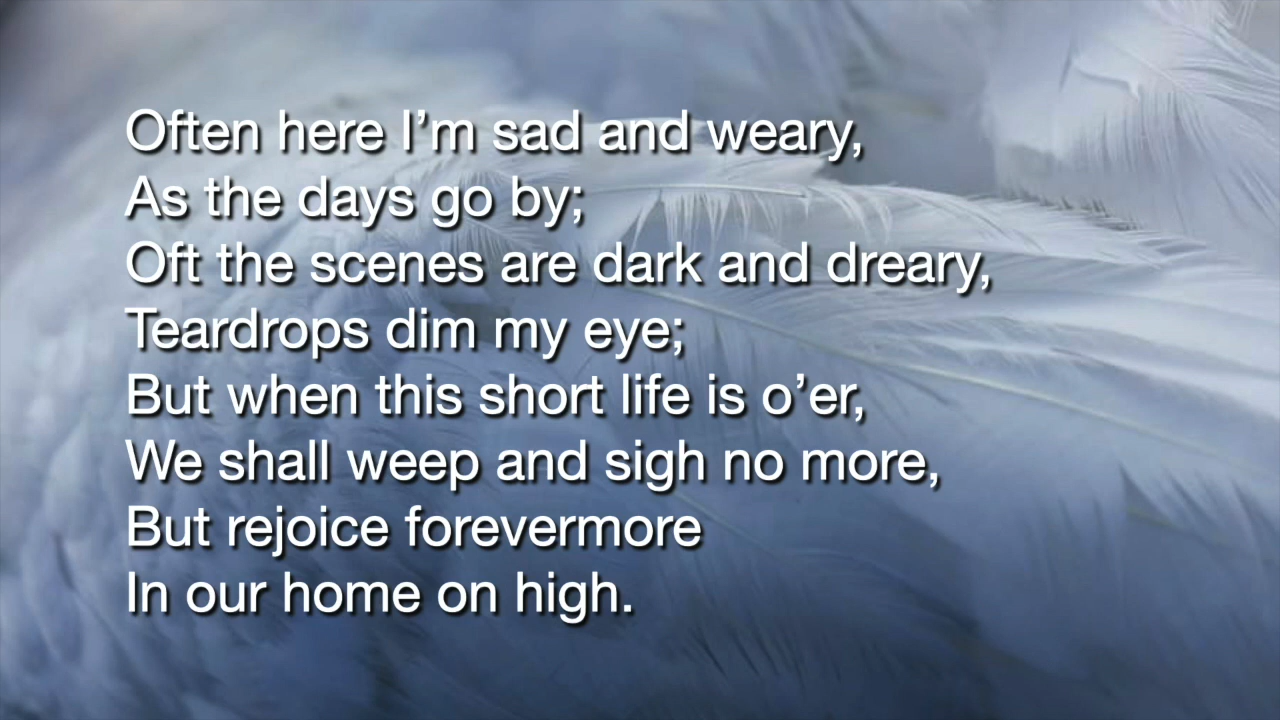 Often here I’m sad and weary,
As the days go by;
Oft the scenes are dark and dreary,
Teardrops dim my eye;
But when this short life is o’er,
We shall weep and sigh no more,
But rejoice forevermore
In our home on high.